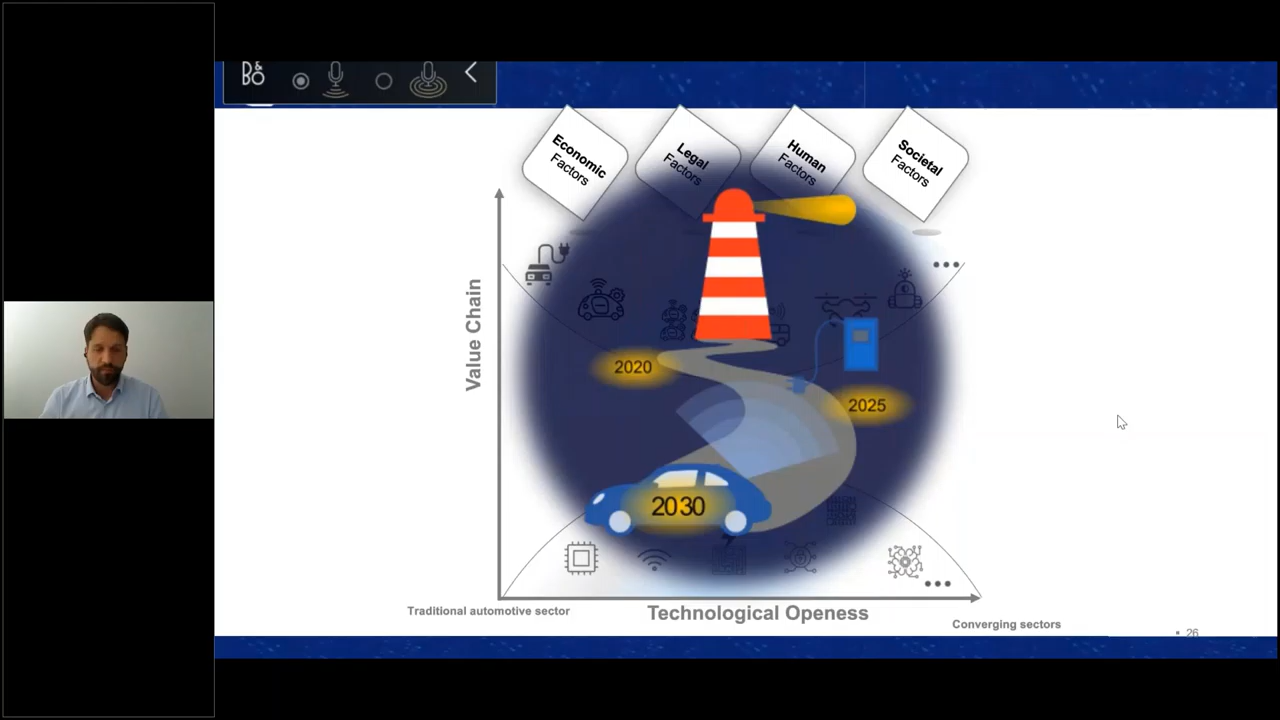 B&O
Economic
Factors
Legal
Factors
Human
Factors
Societal
Factors
Value Chain
2020
2025
2030
Traditional automotive sector
Technological Openess
Converging sectors
26